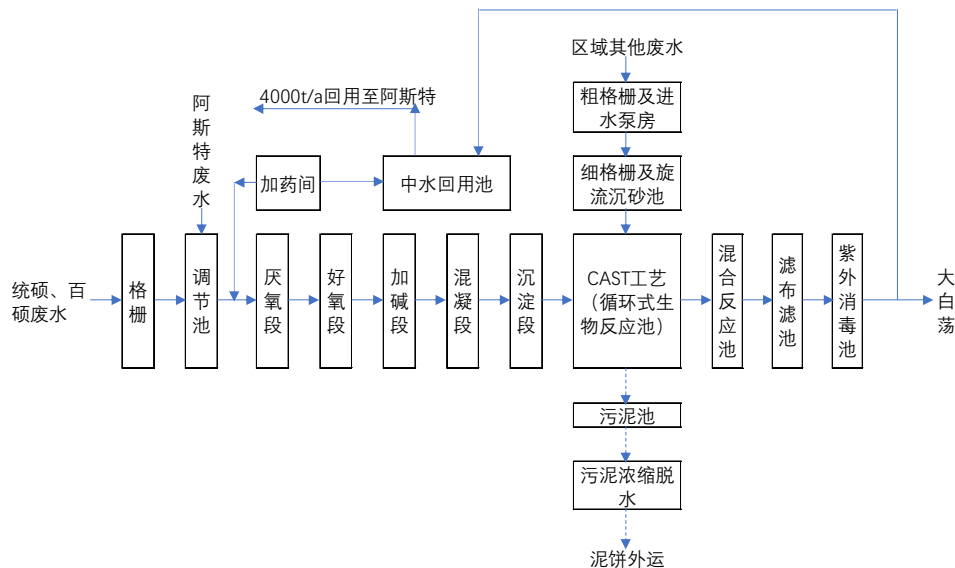 区域其他废水
4000t/a回用至阿斯特
粗格栅及进
水泵房
阿斯特废水
加药间
中水回用池
细格栅及旋
流沉砂池
统硕、百
硕废水
格栅
调节池
厌氧段
好氧段
加碱段
混凝段
沉淀段
CAST工艺
（循环式生
物反应池）
混合反应池
滤布滤池
紫外消毒池
大白荡
污泥池
污泥浓缩脱
水
泥饼外运